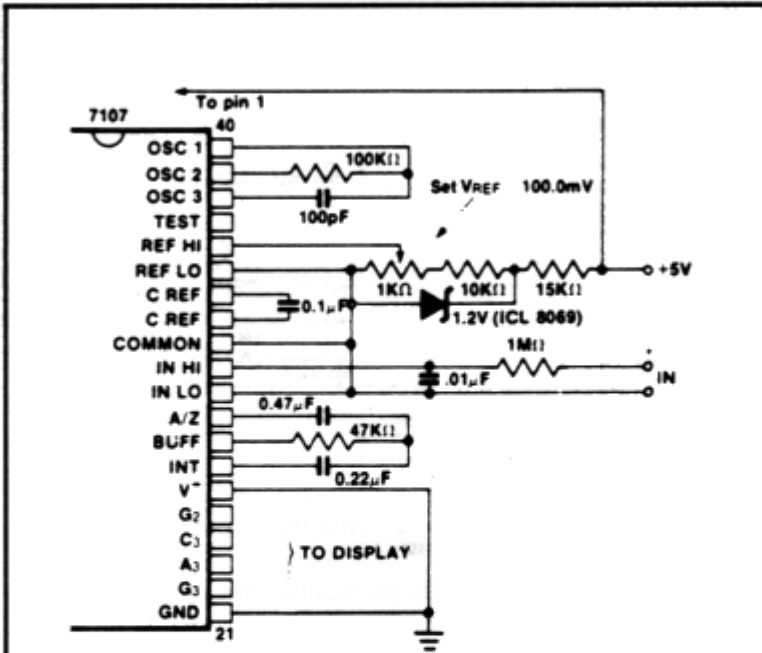 To pin 1
7107
40
OSC 1
100KΩ
OSC 2
Set VREF 100.0mV
OSC 3
100pF
TEST
REF HI
REF LO
+5V
1KΩ
10KΩ
15KΩ
C REF
0.1µF
1.2V (ICL 8069)
C REF
COMMON
1MΩ
IN HI
+
.01µF
IN
IN LO
0.47µF
A/Z
47KΩ
BUFF
INT
0.22µF
V-
G2
C3
TO DISPLAY
A3
G3
GND
21